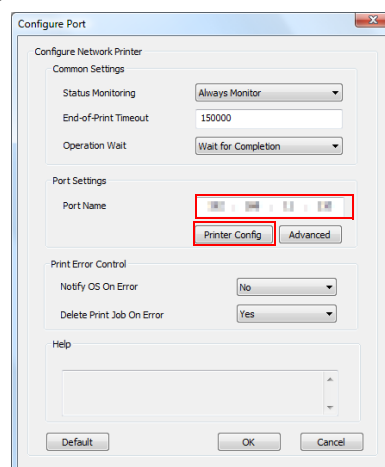 Configure Port
Configure Network Printer
Common Settings
Status Monitoring Always Monitor
End-of-Print Timeout 150000
Operation Wait Wait for Completion
Port Settings
Port Name
Printer Config Advanced
Print Error Control
Notify OS On Error No
Delete Print Job On Error Yes
Help
Default OK Cancel